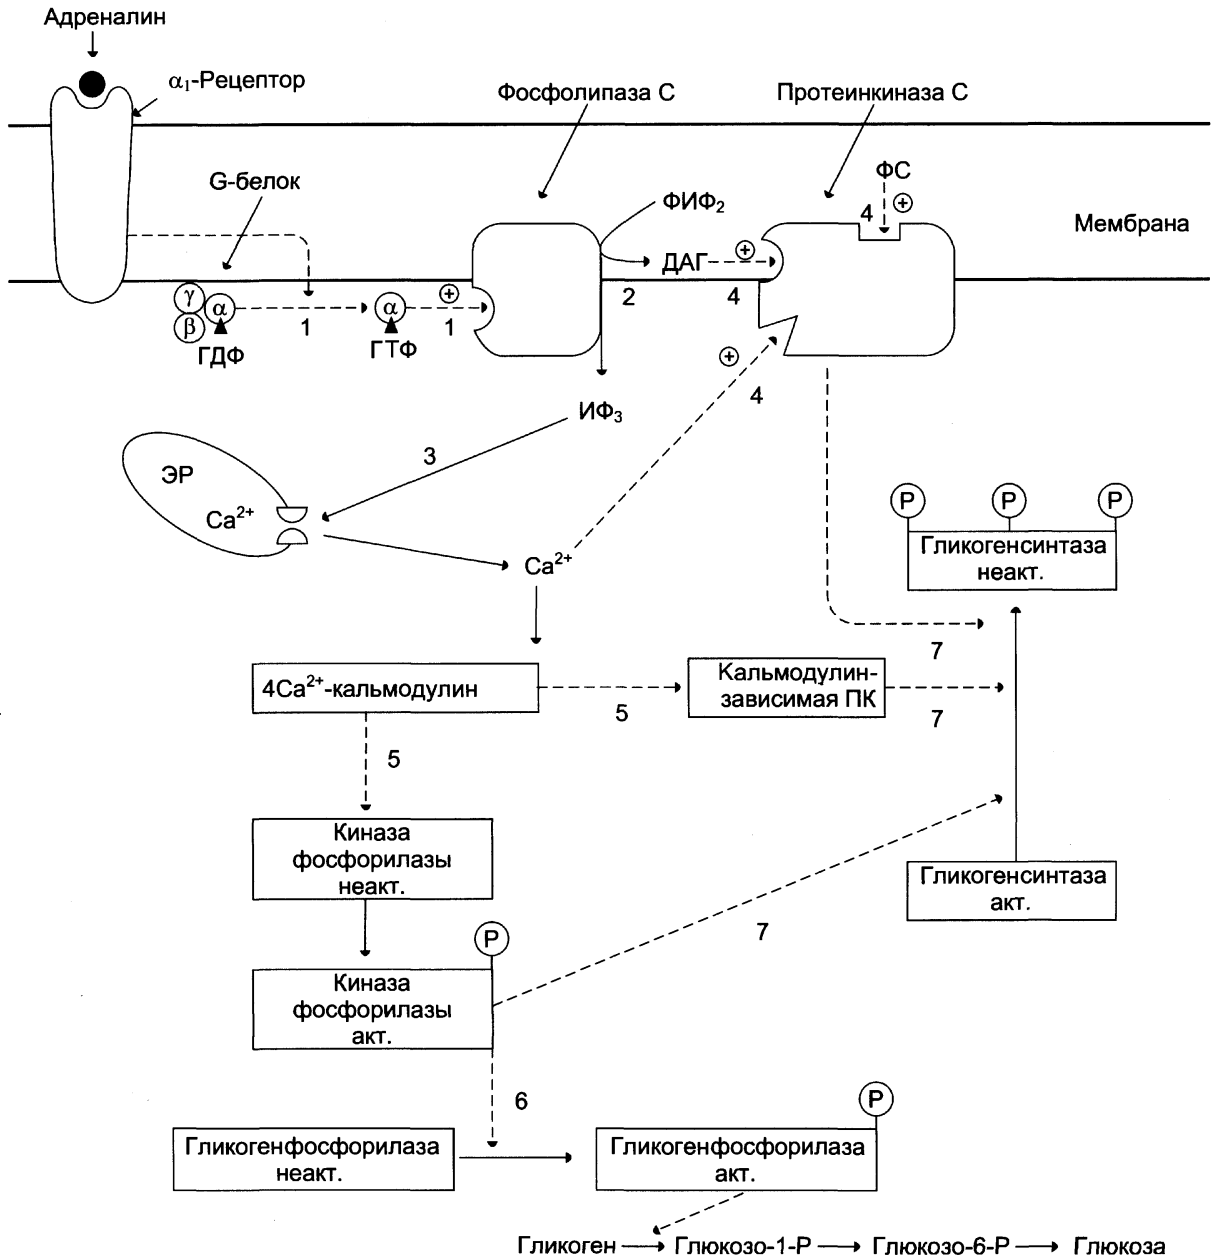 Адреналин
α₁-Рецептор
Фосфолипаза С
Протеинкиназа С
G-белок
ФИФ₂
ФС
4
+
Мембрана
ДАГ
+
2
4
γ
α
β
ГДФ
1
α
ГТФ
+
1
+
4
ИФ₃
3
ЭР
Ca²⁺
Ca²⁺
P
P
P
Гликогенсинтаза
неакт.
7
4Ca²⁺-кальмодулин
5
Кальмодулин-
зависимая ПК
7
5
Киназа
фосфорилазы
неакт.
Гликогенсинтаза
акт.
7
P
Киназа
фосфорилазы
акт.
6
P
Гликогенфосфорилаза
неакт.
Гликогенфосфорилаза
акт.
Гликоген → Глюкозо-1-Р → Глюкозо-6-Р → Глюкоза